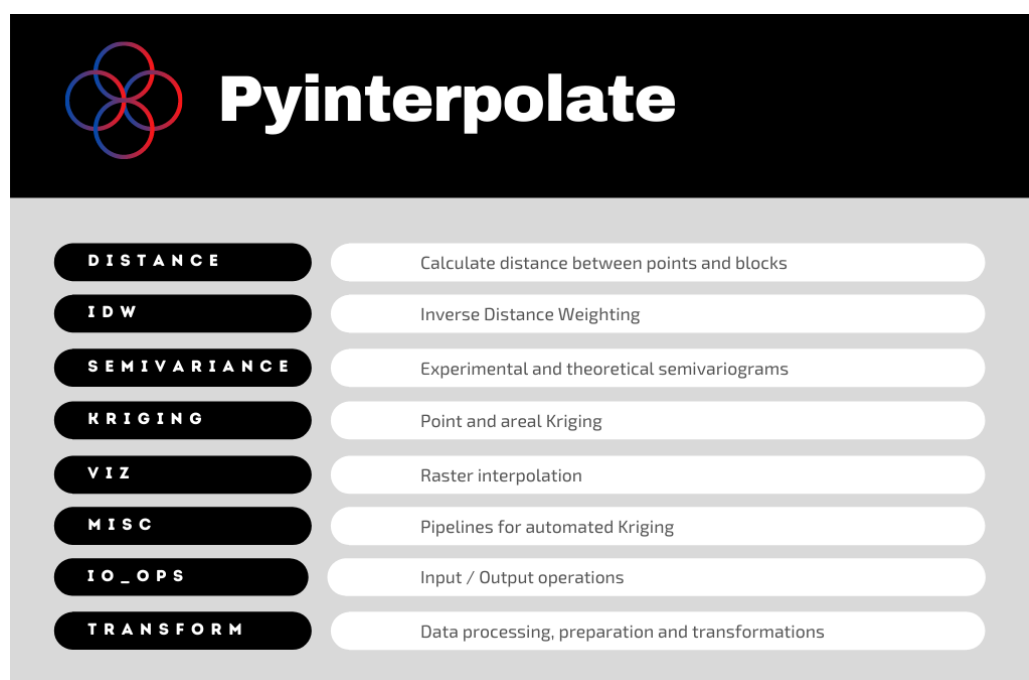 Pyinterpolate
DISTANCE Calculate distance between points and blocks
IDW Inverse Distance Weighting
SEMIVARIANCE Experimental and theoretical semivariograms
KRIGING Point and areal Kriging
VIZ Raster interpolation
MISC Pipelines for automated Kriging
IO_OPS Input / Output operations
TRANSFORM Data processing, preparation and transformations